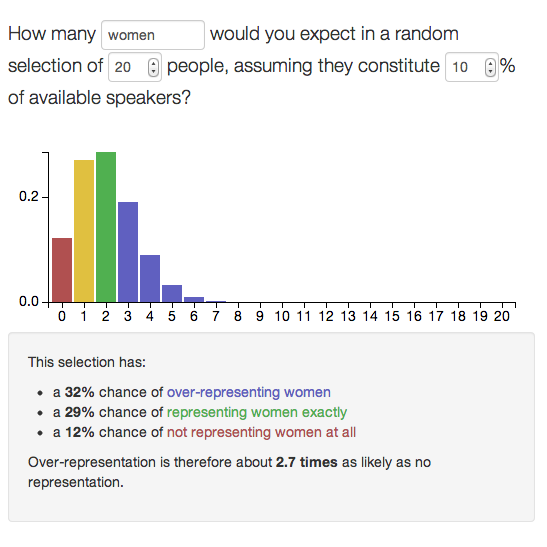 How many women would you expect in a random
selection of 20 people, assuming they constitute 10 %
of available speakers?
0.2
0.0
0 1 2 3 4 5 6 7 8 9 10 11 12 13 14 15 16 17 18 19 20
This selection has:
• a 32% chance of over-representing women
• a 29% chance of representing women exactly
• a 12% chance of not representing women at all
Over-representation is therefore about 2.7 times as likely as no
representation.